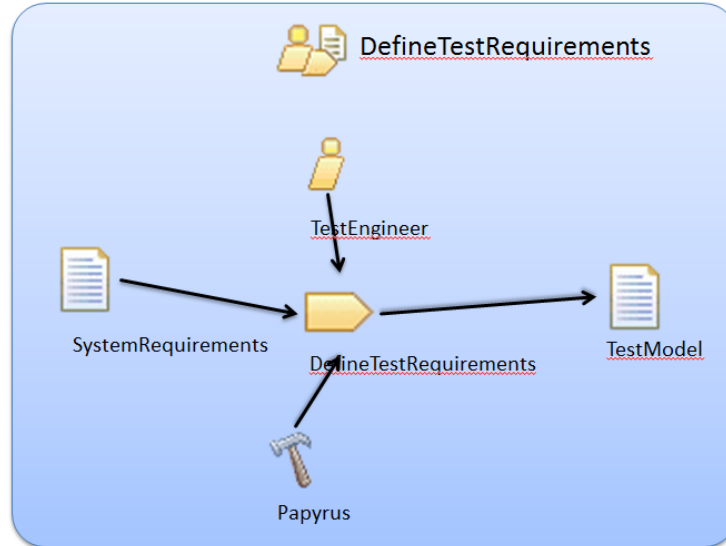 DefineTestRequirements
TestEngineer
SystemRequirements
DefineTestRequirements
TestModel
Papyrus